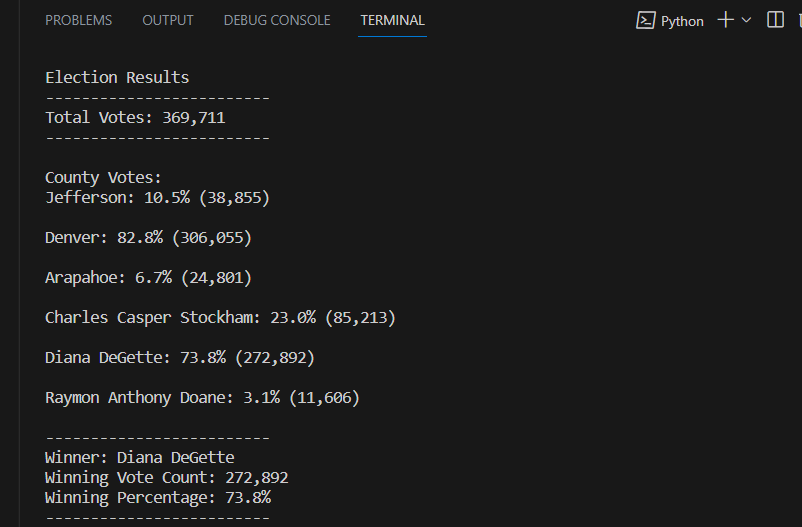 PROBLEMS OUTPUT DEBUG CONSOLE TERMINAL Python
Election Results
-------------------------
Total Votes: 369,711
-------------------------
County Votes:
Jefferson: 10.5% (38,855)
Denver: 82.8% (306,055)
Arapahoe: 6.7% (24,801)
Charles Casper Stockham: 23.0% (85,213)
Diana DeGette: 73.8% (272,892)
Raymon Anthony Doane: 3.1% (11,606)
-------------------------
Winner: Diana DeGette
Winning Vote Count: 272,892
Winning Percentage: 73.8%
-------------------------